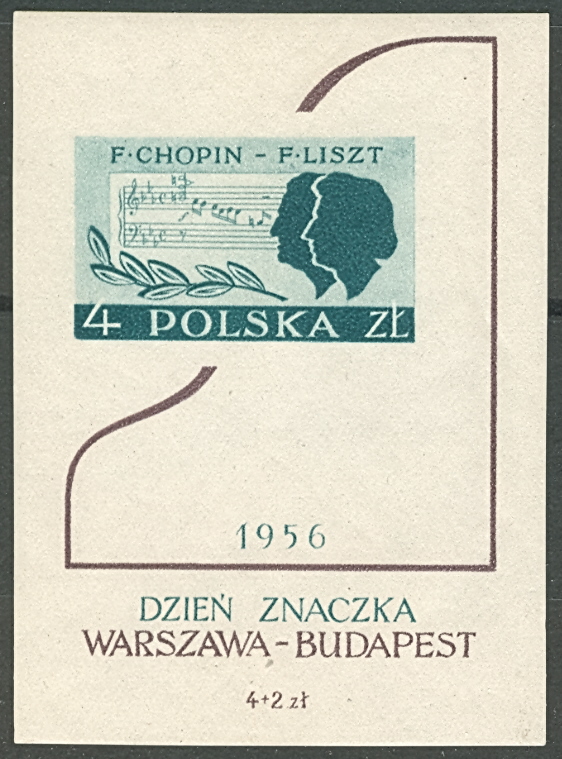 F·CHOPIN - F·LISZT
4 POLSKA ZŁ
1956
DZIEŃ ZNACZKA
WARSZAWA-BUDAPEST
4+2 zł